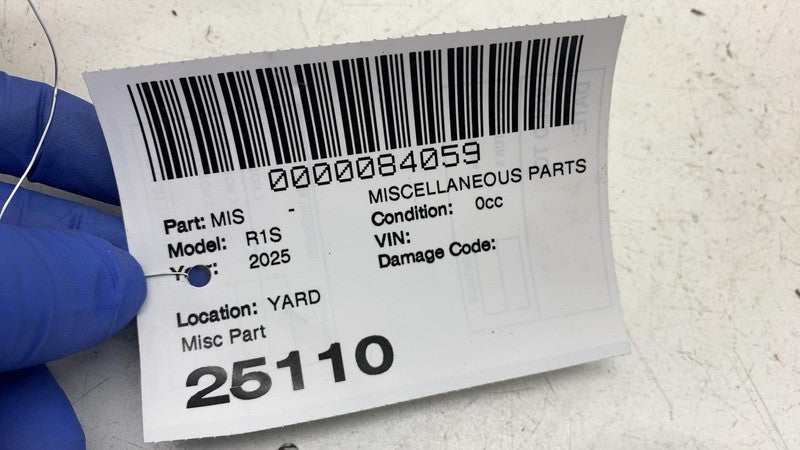 0000084059
MISCELLANEOUS PARTS
Part: MIS -
Condition: 0cc
Model: R1S
VIN:
2025
Damage Code:
Location: YARD
Misc Part
25110